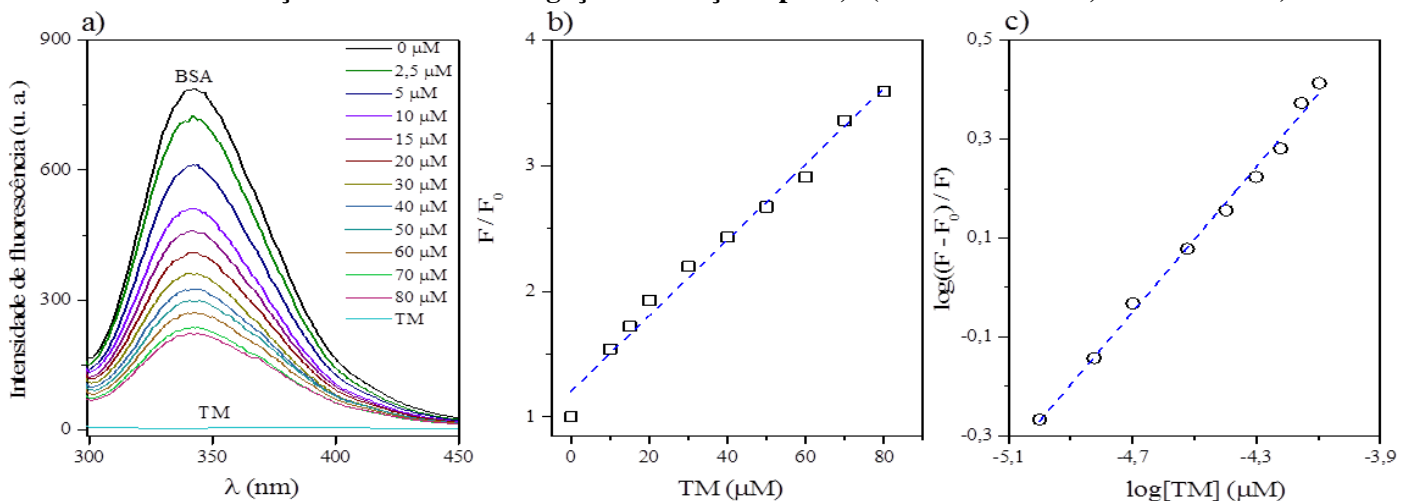 a)
b)
c)
Intensidade de fluorescência (u. a.)
900
600
300
0
300
350
400
450
λ (nm)
BSA
TM
0 μM
2,5 μM
5 μM
10 μM
15 μM
20 μM
30 μM
40 μM
50 μM
60 μM
70 μM
80 μM
TM
F / F₀
4
3
2
1
0
20
40
60
80
TM (μM)
log((F - F₀) / F)
0,5
0,3
0,1
-0,1
-0,3
-5,1
-4,7
-4,3
-3,9
log[TM] (μM)